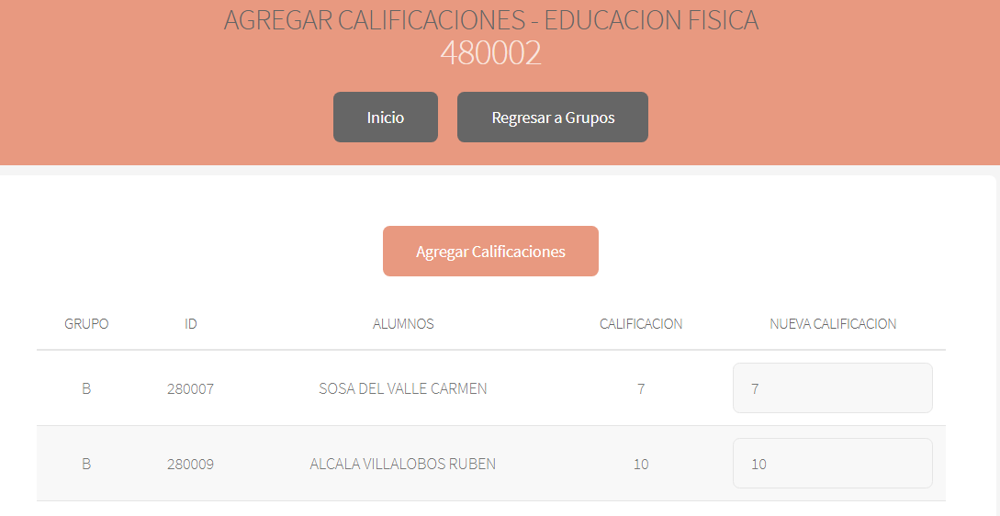 AGREGAR CALIFICACIONES - EDUCACION FISICA
480002
Inicio Regresar a Grupos
Agregar Calificaciones
GRUPO ID ALUMNOS CALIFICACION NUEVA CALIFICACION
B 280007 SOSA DEL VALLE CARMEN 7 7
B 280009 ALCALA VILLALOBOS RUBEN 10 10